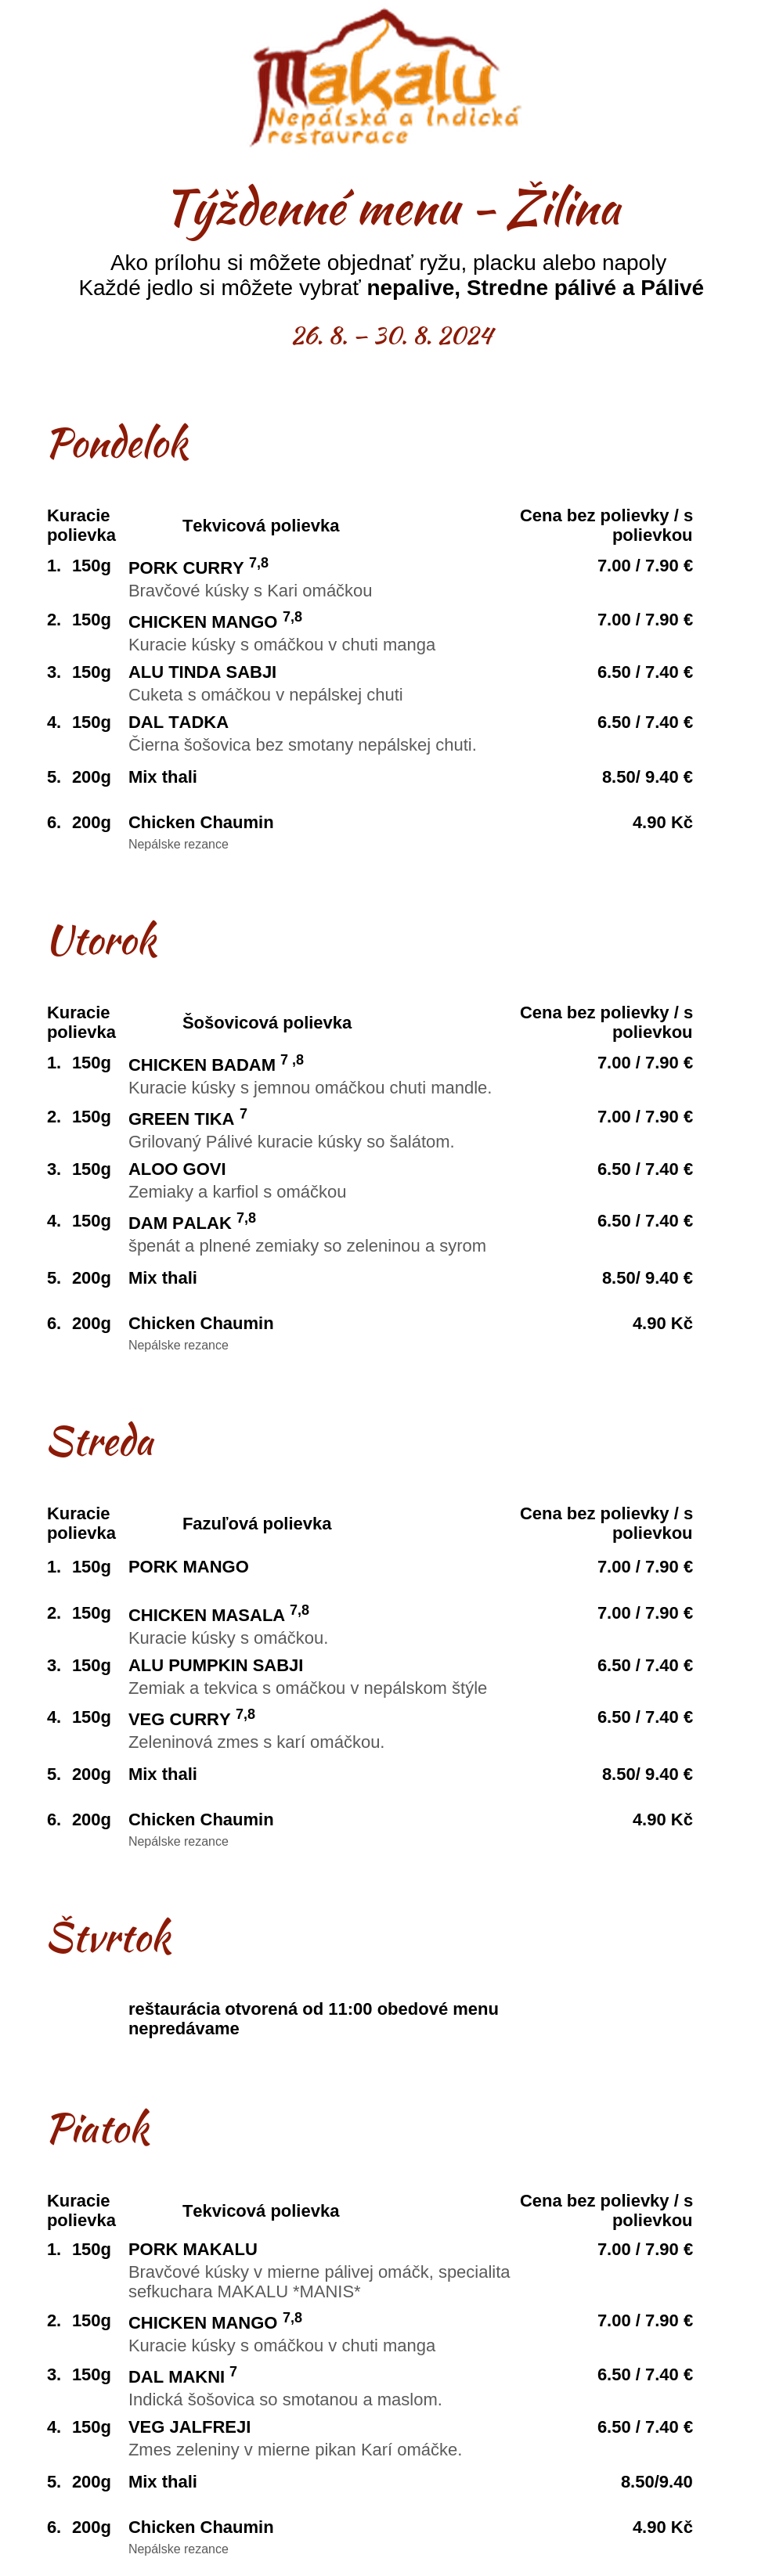 Makalu
Nepálská a Indická
restaurace
Týždenné menu - Žilina
Ako prílohu si môžete objednať ryžu, placku alebo napoly
Každé jedlo si môžete vybrať nepalive, Stredne pálivé a Pálivé
26. 8. – 30. 8. 2024
Pondelok
Kuracie polievka Tekvicová polievka Cena bez polievky / s polievkou
1. 150g PORK CURRY 7,8 7.00 / 7.90 €
Bravčové kúsky s Kari omáčkou
2. 150g CHICKEN MANGO 7,8 7.00 / 7.90 €
Kuracie kúsky s omáčkou v chuti manga
3. 150g ALU TINDA SABJI 6.50 / 7.40 €
Cuketa s omáčkou v nepálskej chuti
4. 150g DAL TADKA 6.50 / 7.40 €
Čierna šošovica bez smotany nepálskej chuti.
5. 200g Mix thali 8.50/ 9.40 €
6. 200g Chicken Chaumin 4.90 Kč
Nepálske rezance
Utorok
Kuracie polievka Šošovicová polievka Cena bez polievky / s polievkou
1. 150g CHICKEN BADAM 7 ,8 7.00 / 7.90 €
Kuracie kúsky s jemnou omáčkou chuti mandle.
2. 150g GREEN TIKA 7 7.00 / 7.90 €
Grilovaný Pálivé kuracie kúsky so šalátom.
3. 150g ALOO GOVI 6.50 / 7.40 €
Zemiaky a karfiol s omáčkou
4. 150g DAM PALAK 7,8 6.50 / 7.40 €
špenát a plnené zemiaky so zeleninou a syrom
5. 200g Mix thali 8.50/ 9.40 €
6. 200g Chicken Chaumin 4.90 Kč
Nepálske rezance
Streda
Kuracie polievka Fazuľová polievka Cena bez polievky / s polievkou
1. 150g PORK MANGO 7.00 / 7.90 €
2. 150g CHICKEN MASALA 7,8 7.00 / 7.90 €
Kuracie kúsky s omáčkou.
3. 150g ALU PUMPKIN SABJI 6.50 / 7.40 €
Zemiak a tekvica s omáčkou v nepálskom štýle
4. 150g VEG CURRY 7,8 6.50 / 7.40 €
Zeleninová zmes s karí omáčkou.
5. 200g Mix thali 8.50/ 9.40 €
6. 200g Chicken Chaumin 4.90 Kč
Nepálske rezance
Štvrtok
reštaurácia otvorená od 11:00 obedové menu
nepredávame
Piatok
Kuracie polievka Tekvicová polievka Cena bez polievky / s polievkou
1. 150g PORK MAKALU 7.00 / 7.90 €
Bravčové kúsky v mierne pálivej omáčk, specialita
sefkuchara MAKALU *MANIS*
2. 150g CHICKEN MANGO 7,8 7.00 / 7.90 €
Kuracie kúsky s omáčkou v chuti manga
3. 150g DAL MAKNI 7 6.50 / 7.40 €
Indická šošovica so smotanou a maslom.
4. 150g VEG JALFREJI 6.50 / 7.40 €
Zmes zeleniny v mierne pikan Karí omáčke.
5. 200g Mix thali 8.50/9.40
6. 200g Chicken Chaumin 4.90 Kč
Nepálske rezance